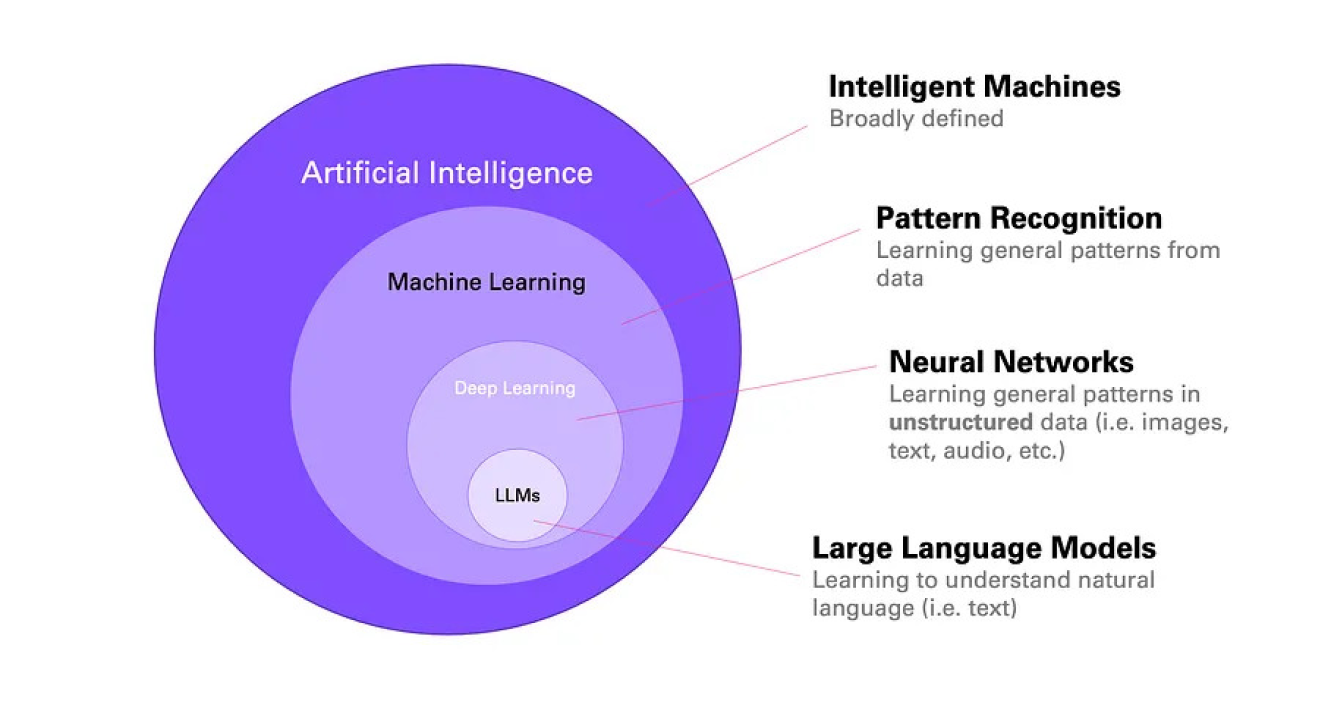 Artificial Intelligence
Machine Learning
Deep Learning
LLMs
Intelligent Machines
Broadly defined
Pattern Recognition
Learning general patterns from
data
Neural Networks
Learning general patterns in
unstructured data (i.e. images,
text, audio, etc.)
Large Language Models
Learning to understand natural
language (i.e. text)